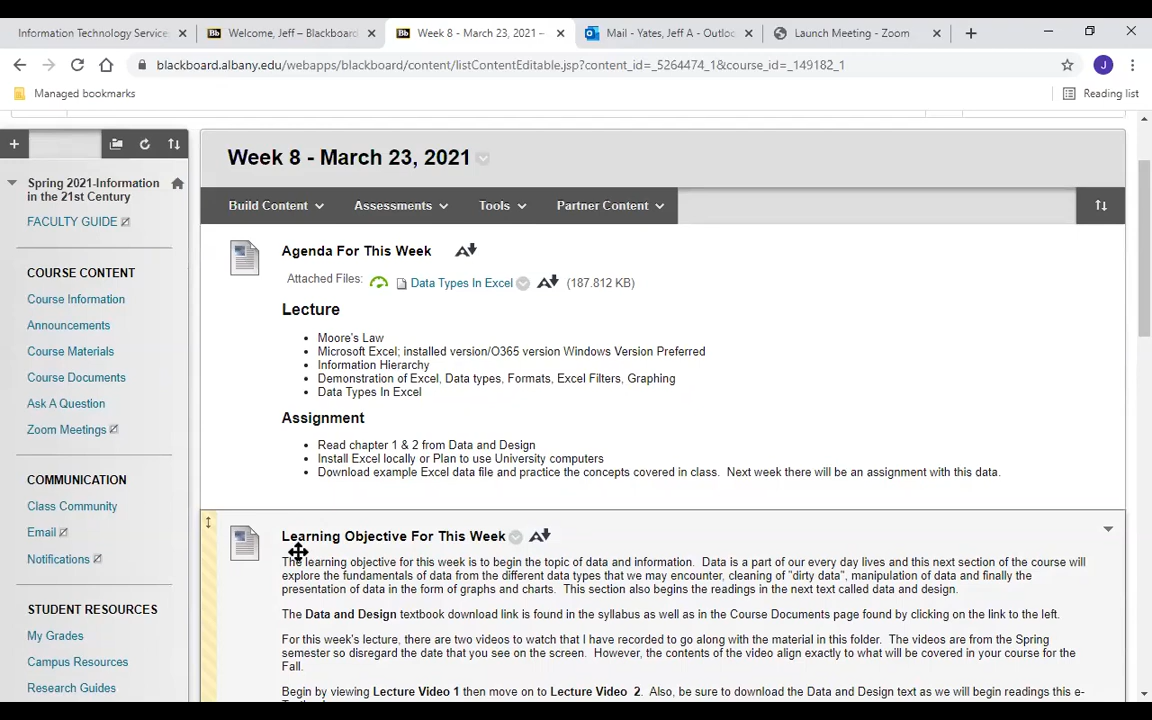 Information Technology Service:
Welcome, Jeff – Blackboard
Week 8 - March 23, 2021 –
Mail - Yates, Jeff A - Outloo
Launch Meeting - Zoom
blackboard.albany.edu/webapps/blackboard/content/listContentEditable.jsp?content_id=_5264474_1&course_id=_149182_1
J
Managed bookmarks
Reading list
Week 8 - March 23, 2021
Spring 2021-Information
in the 21st Century
FACULTY GUIDE
Build Content
Assessments
Tools
Partner Content
COURSE CONTENT
Course Information
Announcements
Course Materials
Course Documents
Ask A Question
Zoom Meetings
COMMUNICATION
Class Community
Email
Notifications
STUDENT RESOURCES
My Grades
Campus Resources
Research Guides
Agenda For This Week
Attached Files: Data Types In Excel (187.812 KB)
Lecture
• Moore's Law
• Microsoft Excel; installed version/O365 version Windows Version Preferred
• Information Hierarchy
• Demonstration of Excel, Data types, Formats, Excel Filters, Graphing
• Data Types In Excel
Assignment
• Read chapter 1 & 2 from Data and Design
• Install Excel locally or Plan to use University computers
• Download example Excel data file and practice the concepts covered in class. Next week there will be an assignment with this data.
Learning Objective For This Week
The learning objective for this week is to begin the topic of data and information. Data is a part of our every day lives and this next section of the course will
explore the fundamentals of data from the different data types that we may encounter, cleaning of "dirty data", manipulation of data and finally the
presentation of data in the form of graphs and charts. This section also begins the readings in the next text called data and design.
The Data and Design textbook download link is found in the syllabus as well as in the Course Documents page found by clicking on the link to the left.
For this week's lecture, there are two videos to watch that I have recorded to go along with the material in this folder. The videos are from the Spring
semester so disregard the date that you see on the screen. However, the contents of the video align exactly to what will be covered in your course for the
Fall.
Begin by viewing Lecture Video 1 then move on to Lecture Video 2. Also, be sure to download the Data and Design text as we will begin readings this e-